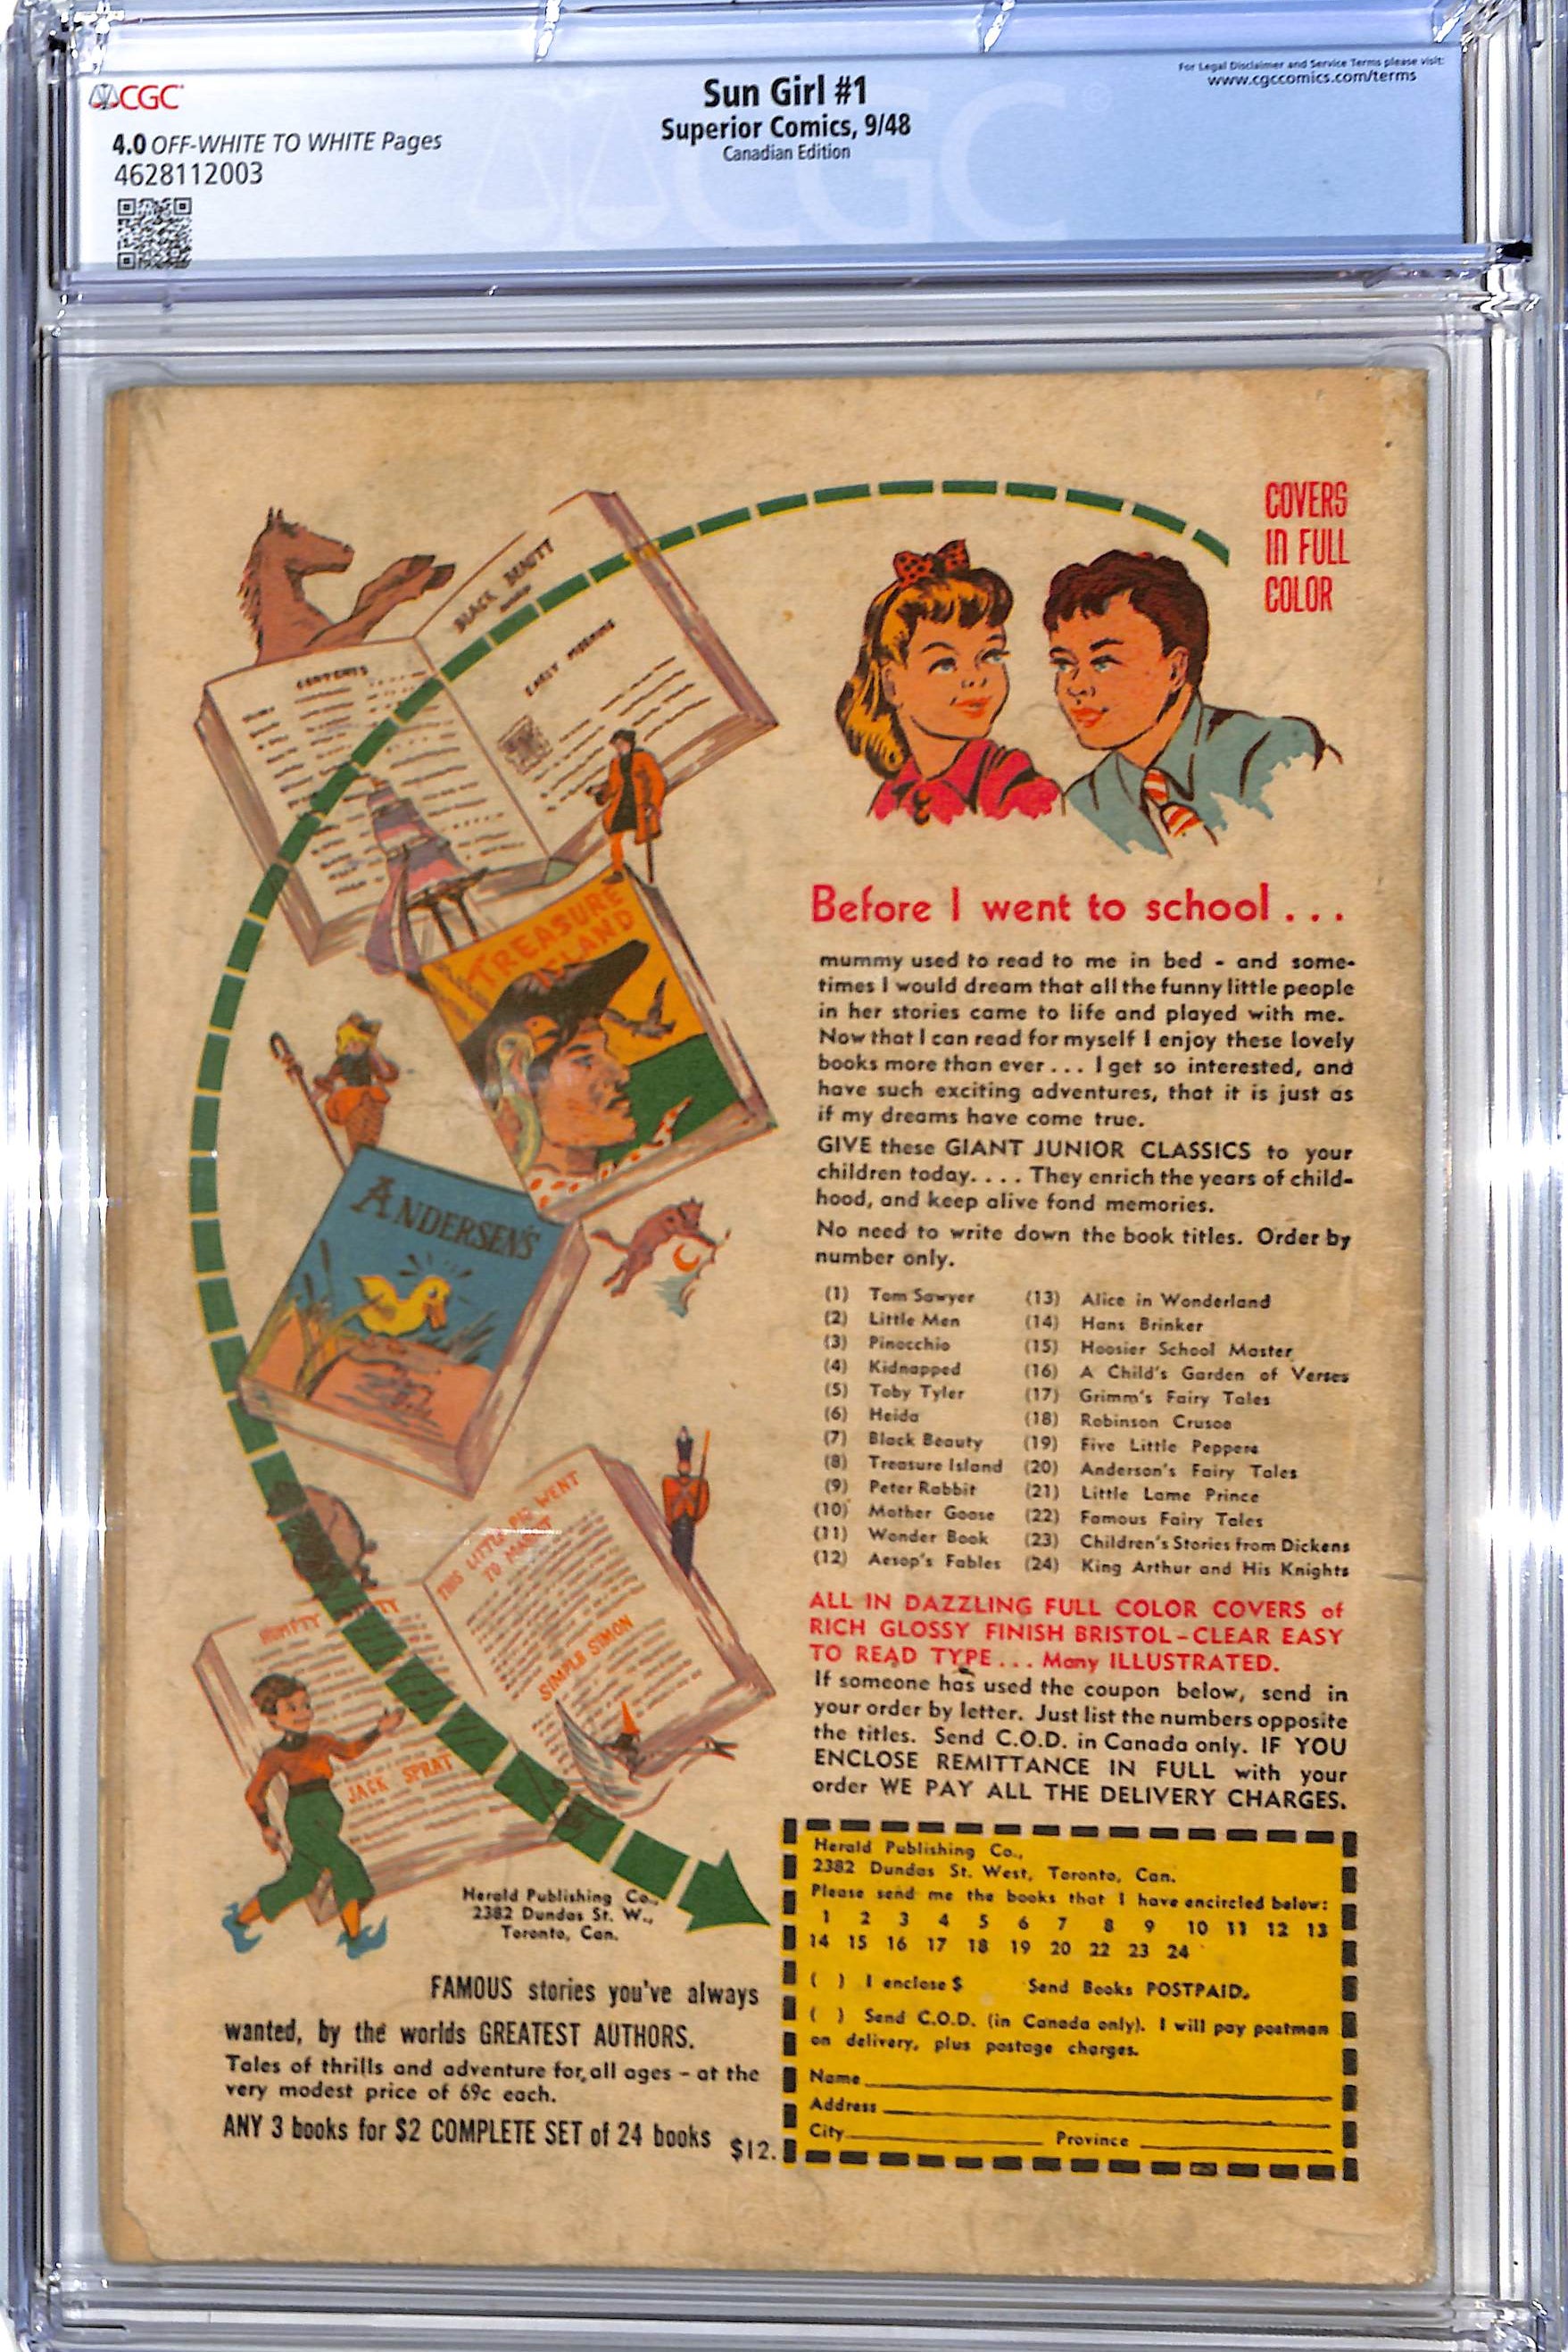 CGC
4.0 OFF-WHITE TO WHITE Pages
4628112003
Sun Girl #1
Superior Comics, 9/48
Canadian Edition
For Legal Disclaimer and Service Terms please visit:
www.cgccomics.com/terms
CGC
COVERS
IN FULL
COLOR
BLACK BEAUTY
CONTENTS
EARLY MORNING
TREASURE
ISLAND
ANDERSEN'S
THIS LITTLE PIG WENT
TO MARKET
HUMPTY
SIMPLE SIMON
JACK SPRAT
Herald Publishing Co.,
2382 Dundas St. W.,
Toronto, Can.
FAMOUS stories you've always
wanted, by the worlds GREATEST AUTHORS.
Tales of thrills and adventure for, all ages - at the
very modest price of 69c each.
ANY 3 books for $2 COMPLETE SET of 24 books $12.
Before I went to school . . .
mummy used to read to me in bed - and some-
times I would dream that all the funny little people
in her stories came to life and played with me.
Now that I can read for myself I enjoy these lovely
books more than ever . . . I get so interested, and
have such exciting adventures, that it is just as
if my dreams have come true.
GIVE these GIANT JUNIOR CLASSICS to your
children today. . . . They enrich the years of child-
hood, and keep alive fond memories.
No need to write down the book titles. Order by
number only.
(1) Tom Sawyer (13) Alice in Wonderland
(2) Little Men (14) Hans Brinker
(3) Pinocchio (15) Hoosier School Master
(4) Kidnapped (16) A Child's Garden of Verses
(5) Toby Tyler (17) Grimm's Fairy Tales
(6) Heida (18) Robinson Crusoe
(7) Black Beauty (19) Five Little Peppers
(8) Treasure Island (20) Anderson's Fairy Tales
(9) Peter Rabbit (21) Little Lame Prince
(10) Mother Goose (22) Famous Fairy Tales
(11) Wonder Book (23) Children's Stories from Dickens
(12) Aesop's Fables (24) King Arthur and His Knights
ALL IN DAZZLING FULL COLOR COVERS of
RICH GLOSSY FINISH BRISTOL - CLEAR EASY
TO READ TYPE . . . Many ILLUSTRATED.
If someone has used the coupon below, send in
your order by letter. Just list the numbers opposite
the titles. Send C.O.D. in Canada only. IF YOU
ENCLOSE REMITTANCE IN FULL with your
order WE PAY ALL THE DELIVERY CHARGES.
Herald Publishing Co.,
2382 Dundas St. West, Toronto, Can.
Please send me the books that I have encircled below:
1 2 3 4 5 6 7 8 9 10 11 12 13
14 15 16 17 18 19 20 22 23 24
( ) I enclose $ Send Books POSTPAID.
( ) Send C.O.D. (in Canada only). I will pay postman
on delivery, plus postage charges.
Name
Address
City Province